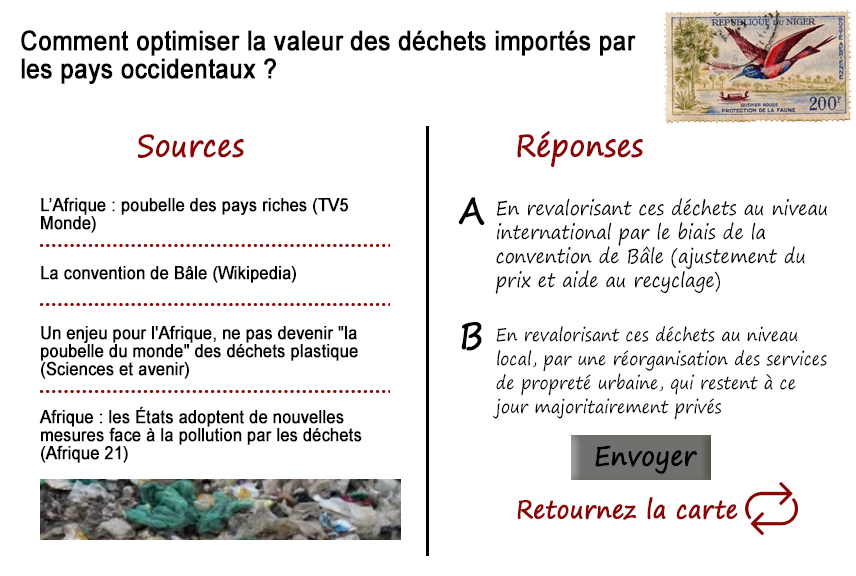 Comment optimiser la valeur des déchets importés par
les pays occidentaux ?
REPUBLIQUE DU NIGER
POSTE AERIENNE
GUÊPIER ROUGE
PROTECTION DE LA FAUNE
200F
Sources
L’Afrique : poubelle des pays riches (TV5
Monde)
La convention de Bâle (Wikipedia)
Un enjeu pour l'Afrique, ne pas devenir "la
poubelle du monde" des déchets plastique
(Sciences et avenir)
Afrique : les États adoptent de nouvelles
mesures face à la pollution par les déchets
(Afrique 21)
Réponses
A En revalorisant ces déchets au niveau
international par le biais de la
convention de Bâle (ajustement du
prix et aide au recyclage)
B En revalorisant ces déchets au niveau
local, par une réorganisation des services
de propreté urbaine, qui restent à ce
jour majoritairement privés
Envoyer
Retournez la carte